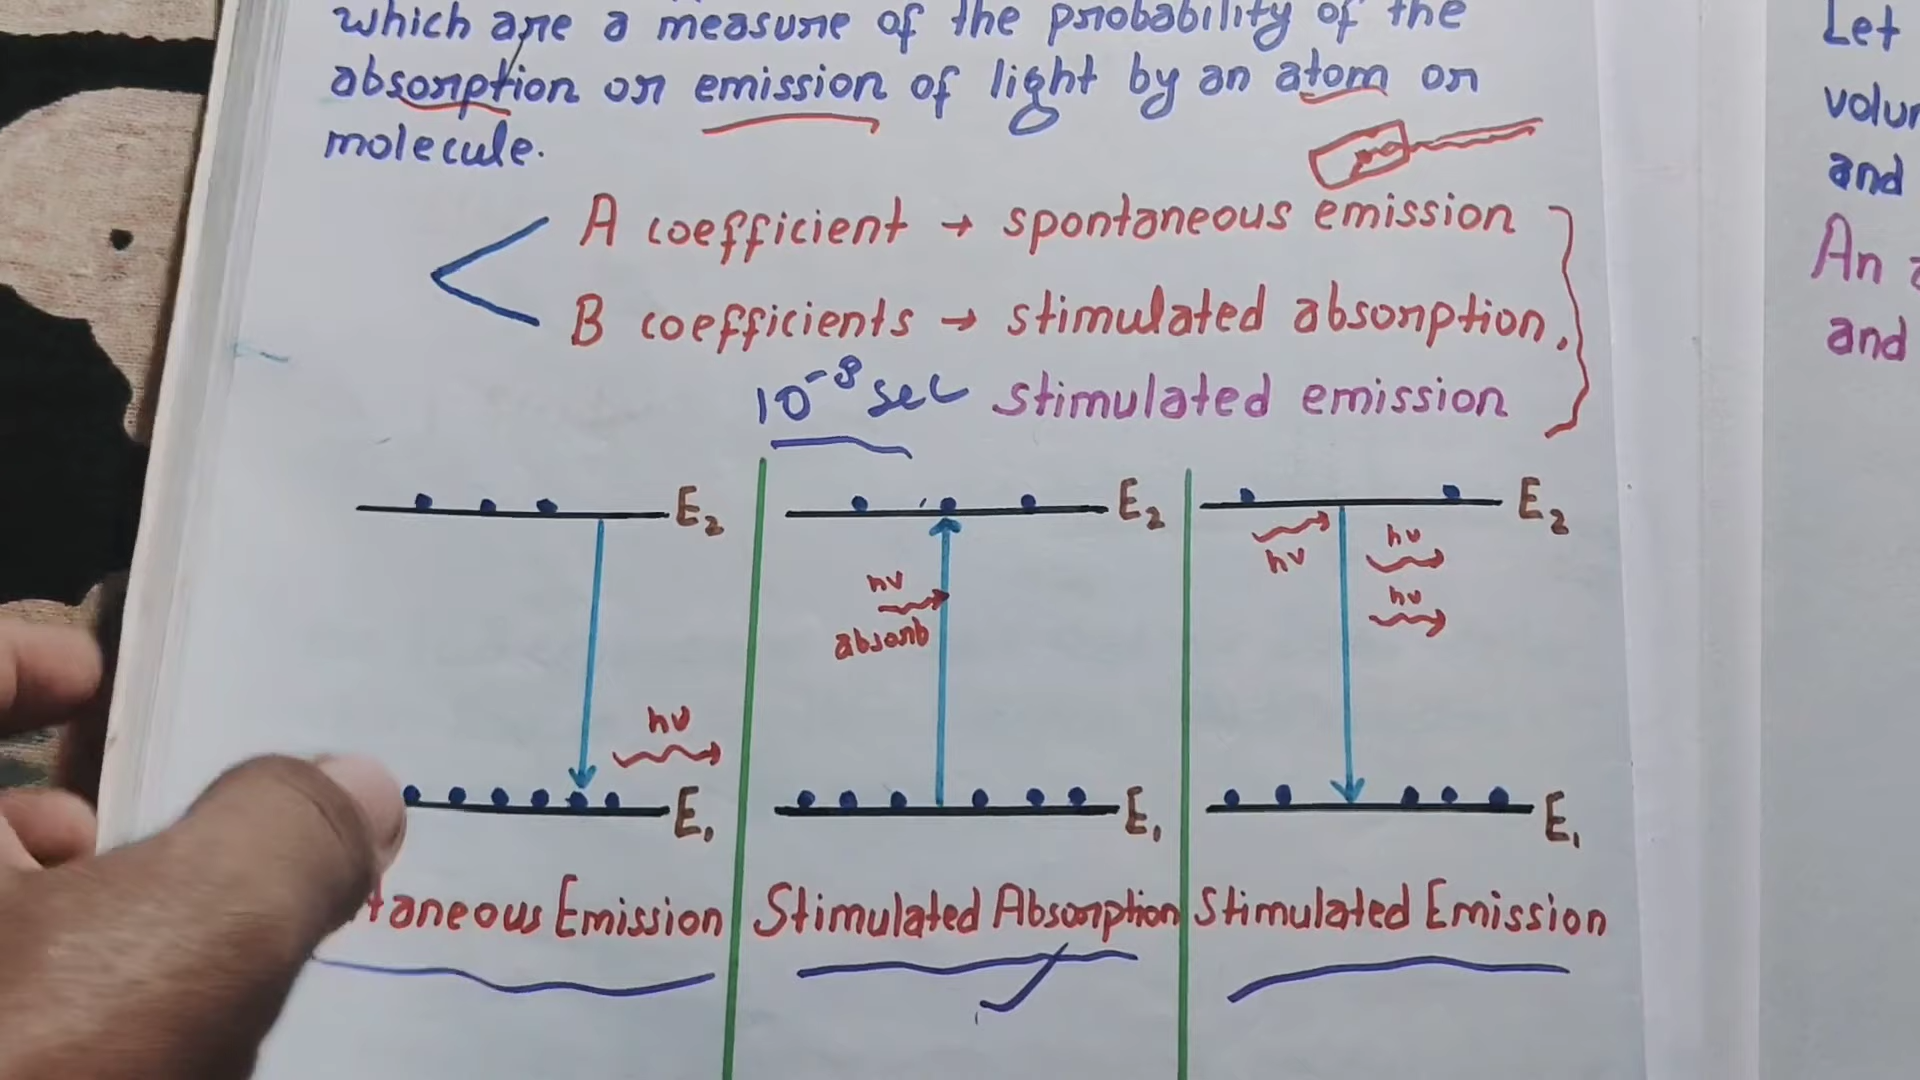 which are a measure of the probability of the
absorption or emission of light by an atom or
molecule.
A coefficient → spontaneous emission
B coefficients → stimulated absorption,
10⁻⁸ sec stimulated emission
E₂
E₂
E₂
hν
hν
hν
hν
absorb
hν
E₁
E₁
E₁
taneous Emission
Stimulated Absorption
Stimulated Emission
Let
and
An
and